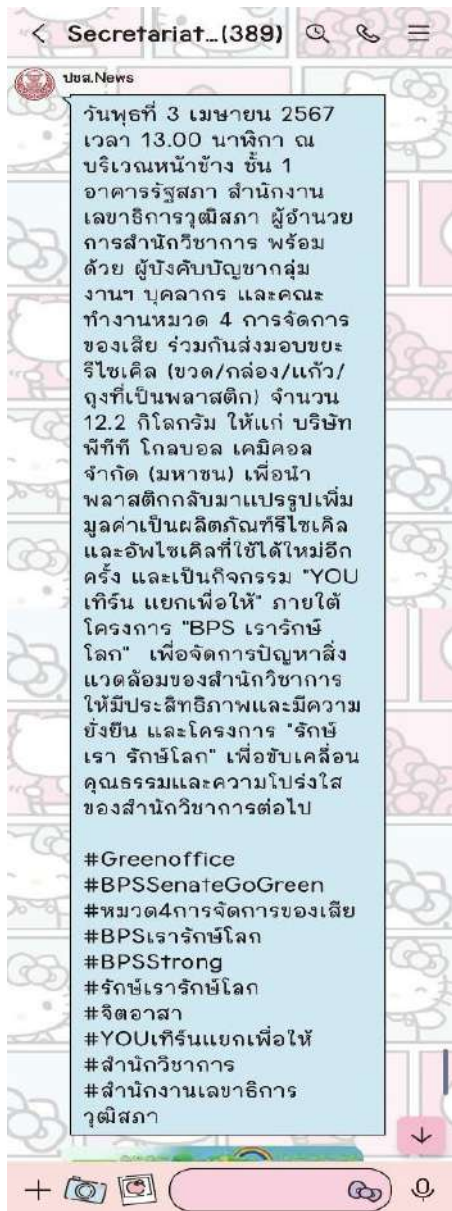 Secretariat...(389)
ปชส.News
วันพุธที่ 3 เมษายน 2567
เวลา 13.00 นาฬิกา ณ
บริเวณหน้าช้าง ชั้น 1
อาคารรัฐสภา สำนักงาน
เลขาธิการวุฒิสภา ผู้อำนวย
การสำนักวิชาการ พร้อม
ด้วย ผู้บังคับบัญชากลุ่ม
งานฯ บุคลากร และคณะ
ทำงานหมวด 4 การจัดการ
ของเสีย ร่วมกันส่งมอบขยะ
รีไซเคิล (ขวด/กล่อง/แก้ว/
ถุงที่เป็นพลาสติก) จำนวน
12.2 กิโลกรัม ให้แก่ บริษัท
พีทีที โกลบอล เคมิคอล
จำกัด (มหาชน) เพื่อนำ
พลาสติกกลับมาแปรรูปเพิ่ม
มูลค่าเป็นผลิตภัณฑ์รีไซเคิล
และอัพไซเคิลที่ใช้ได้ใหม่อีก
ครั้ง และเป็นกิจกรรม "YOU
เทิร์น แยกเพื่อให้" ภายใต้
โครงการ "BPS เรารักษ์
โลก" เพื่อจัดการปัญหาสิ่ง
แวดล้อมของสำนักวิชาการ
ให้มีประสิทธิภาพและมีความ
ยั่งยืน และโครงการ "รักษ์
เรา รักษ์โลก" เพื่อขับเคลื่อน
คุณธรรมและความโปร่งใส
ของสำนักวิชาการต่อไป
#Greenoffice
#BPSSenateGoGreen
#หมวด4การจัดการของเสีย
#BPSเรารักษ์โลก
#BPSStrong
#รักษ์เรารักษ์โลก
#จิตอาสา
#YOUเทิร์นแยกเพื่อให้
#สำนักวิชาการ
#สำนักงานเลขาธิการ
วุฒิสภา